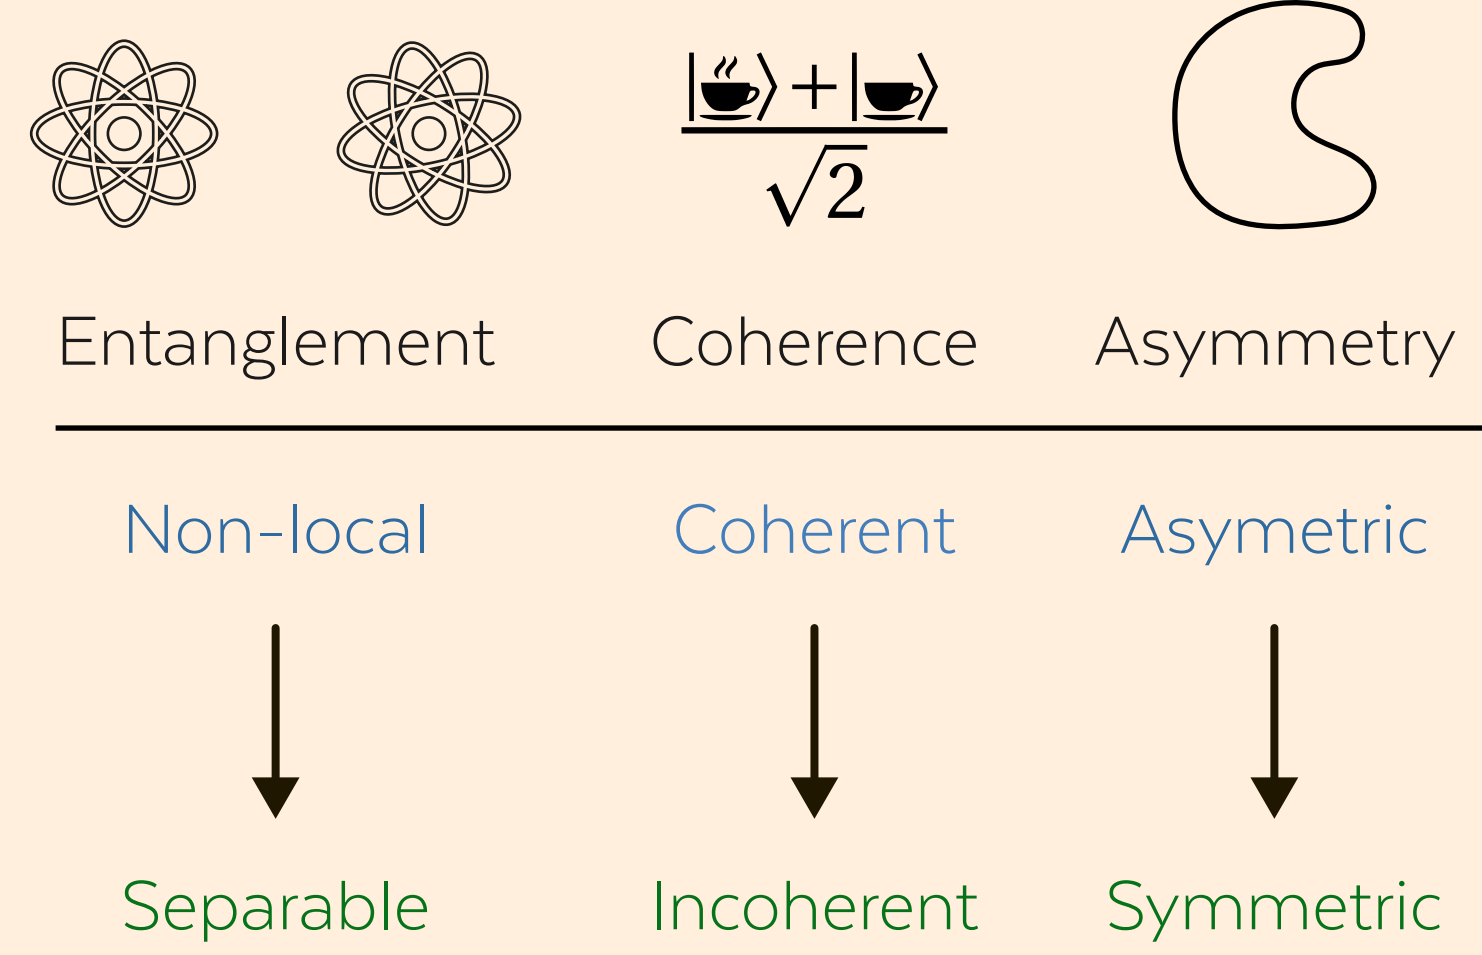 |☕⟩+|☕⟩
√2
Entanglement Coherence Asymmetry
Non-local Coherent Asymetric
Separable Incoherent Symmetric